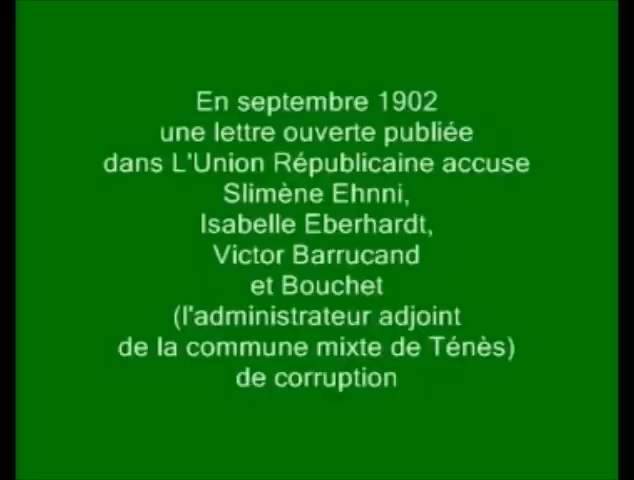 En septembre 1902
une lettre ouverte publiée
dans L'Union Républicaine accuse
Slimène Ehnni,
Isabelle Eberhardt,
Victor Barrucand
et Bouchet
(l'administrateur adjoint
de la commune mixte de Ténès)
de corruption